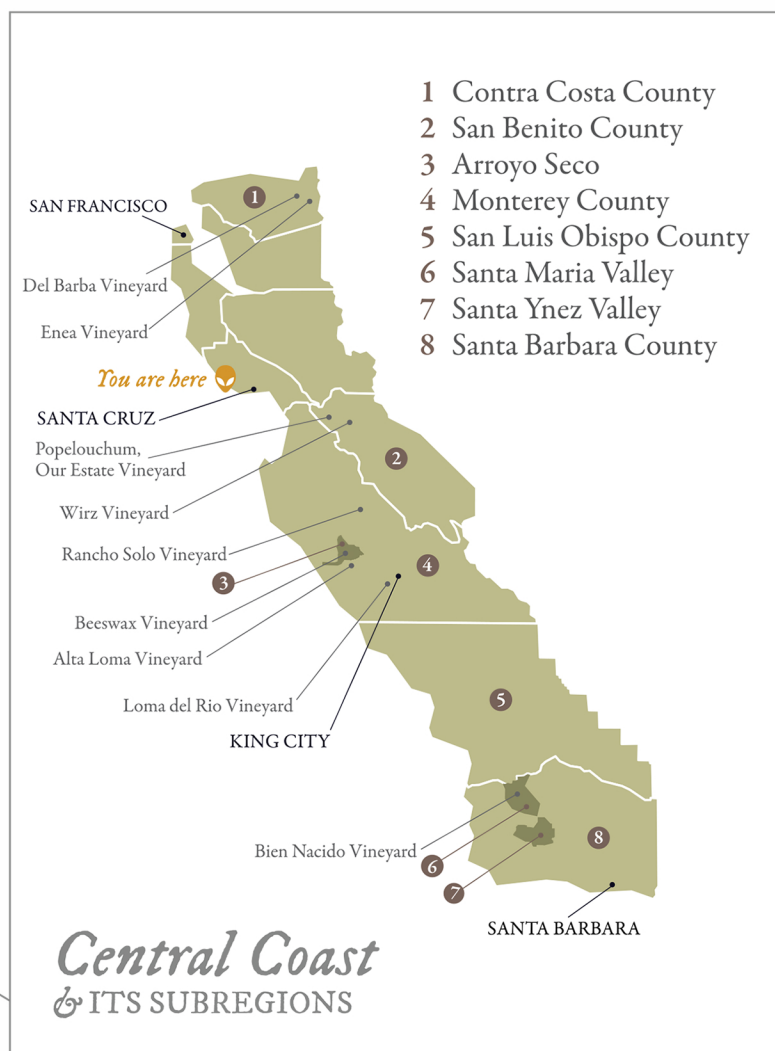 1 Contra Costa County
2 San Benito County
3 Arroyo Seco
4 Monterey County
5 San Luis Obispo County
6 Santa Maria Valley
7 Santa Ynez Valley
8 Santa Barbara County
1
SAN FRANCISCO
Del Barba Vineyard
Enea Vineyard
You are here
SANTA CRUZ
Popelouchum,
Our Estate Vineyard
2
Wirz Vineyard
Rancho Solo Vineyard
4
3
Beeswax Vineyard
Alta Loma Vineyard
5
Loma del Rio Vineyard
KING CITY
8
Bien Nacido Vineyard
6
7
SANTA BARBARA
Central Coast
& ITS SUBREGIONS